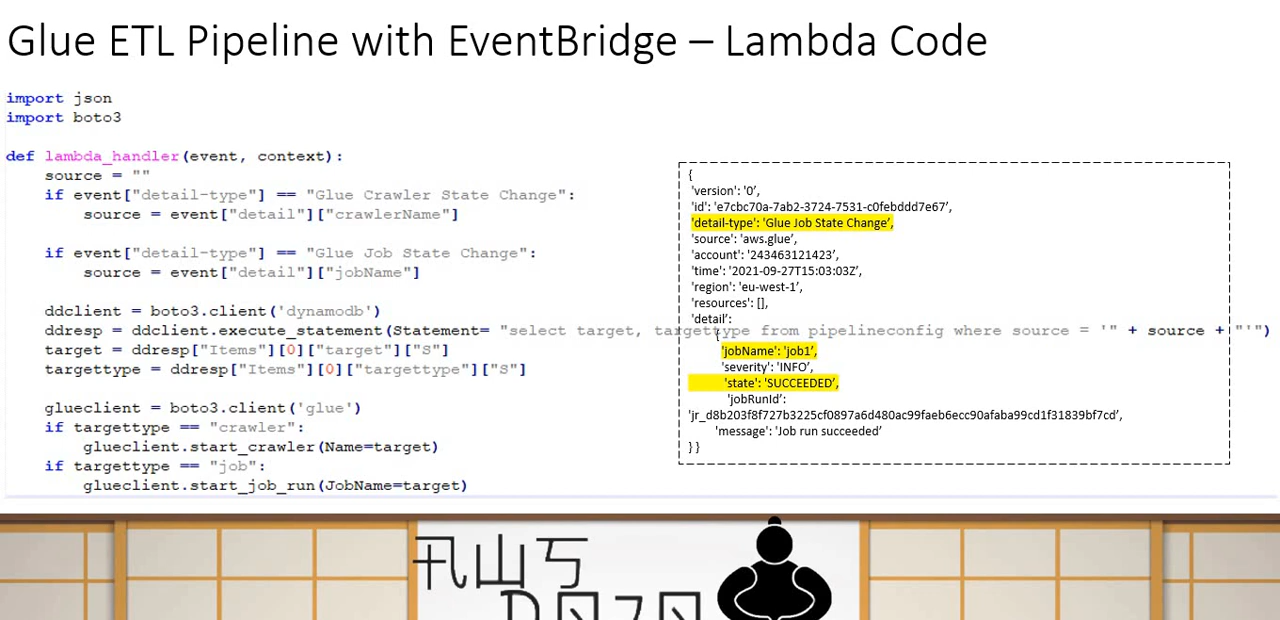 Glue ETL Pipeline with EventBridge – Lambda Code
import json
import boto3
def lambda_handler(event, context):
source = ""
if event["detail-type"] == "Glue Crawler State Change":
source = event["detail"]["crawlerName"]
if event["detail-type"] == "Glue Job State Change":
source = event["detail"]["jobName"]
ddclient = boto3.client('dynamodb')
ddresp = ddclient.execute_statement(Statement= "select target, targettype from pipelineconfig where source = '" + source + "'")
target = ddresp["Items"][0]["target"]["S"]
targettype = ddresp["Items"][0]["targettype"]["S"]
glueclient = boto3.client('glue')
if targettype == "crawler":
glueclient.start_crawler(Name=target)
if targettype == "job":
glueclient.start_job_run(JobName=target)
{
'version': '0',
'id': 'e7cbc70a-7ab2-3724-7531-c0febddd7e67',
'detail-type': 'Glue Job State Change',
'source': 'aws.glue',
'account': '243463121423',
'time': '2021-09-27T15:03:03Z',
'region': 'eu-west-1',
'resources': [],
'detail':
{
'jobName': 'job1',
'severity': 'INFO',
'state': 'SUCCEEDED',
'jobRunId':
'jr_d8b203f8f727b3225cf0897a6d480ac99faeb6ecc90afaba99cd1f31839bf7cd',
'message': 'Job run succeeded'
} }